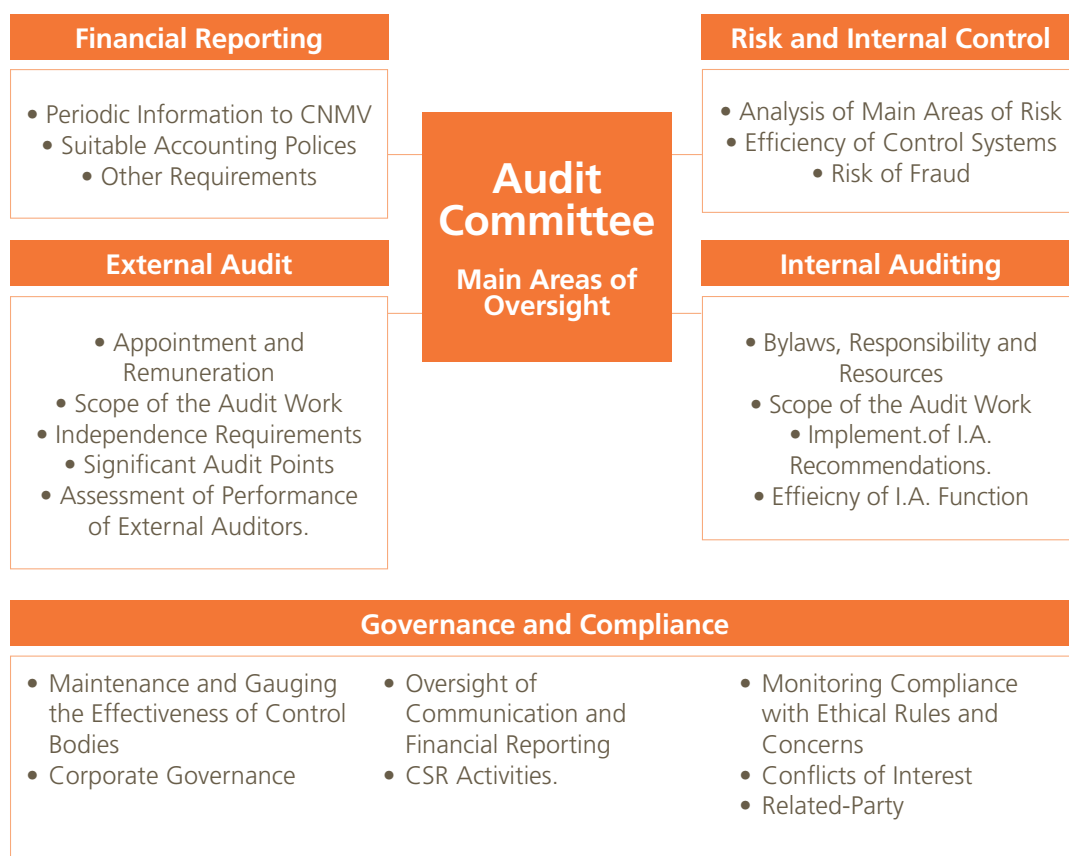 Financial Reporting
• Periodic Information to CNMV
• Suitable Accounting Polices
• Other Requirements
Audit
Committee
Main Areas of
Oversight
Risk and Internal Control
• Analysis of Main Areas of Risk
• Efficiency of Control Systems
• Risk of Fraud
External Audit
• Appointment and
Remuneration
• Scope of the Audit Work
• Independence Requirements
• Significant Audit Points
• Assessment of Performance
of External Auditors.
Internal Auditing
• Bylaws, Responsibility and
Resources
• Scope of the Audit Work
• Implement.of I.A.
Recommendations.
• Effieicny of I.A. Function
Governance and Compliance
• Maintenance and Gauging
the Effectiveness of Control
Bodies
• Corporate Governance
• Oversight of
Communication and
Financial Reporting
• CSR Activities.
• Monitoring Compliance
with Ethical Rules and
Concerns
• Conflicts of Interest
• Related-Party